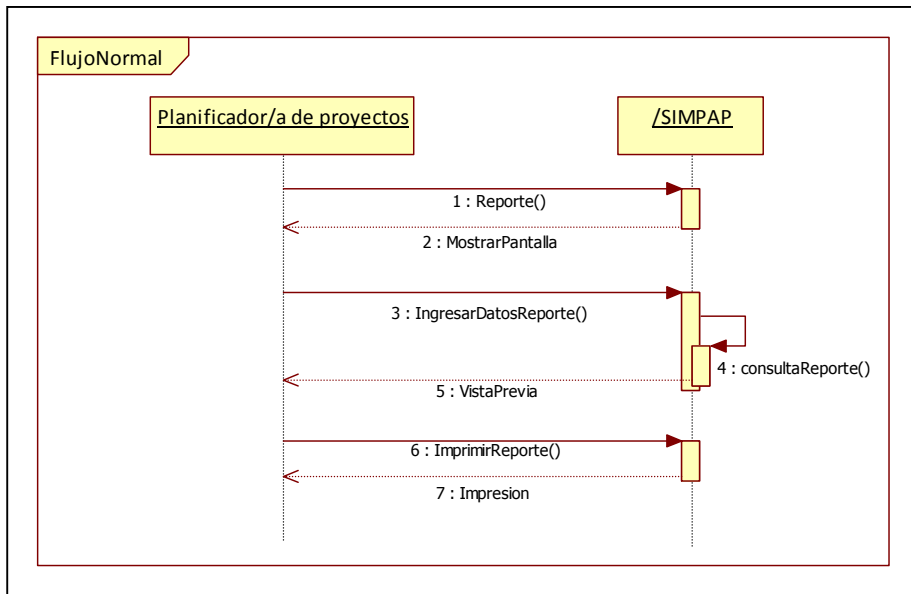 FlujoNormal
Planificador/a de proyectos
/SIMPAP
1 : Reporte()
2 : MostrarPantalla
3 : IngresarDatosReporte()
4 : consultaReporte()
5 : VistaPrevia
6 : ImprimirReporte()
7 : Impresion